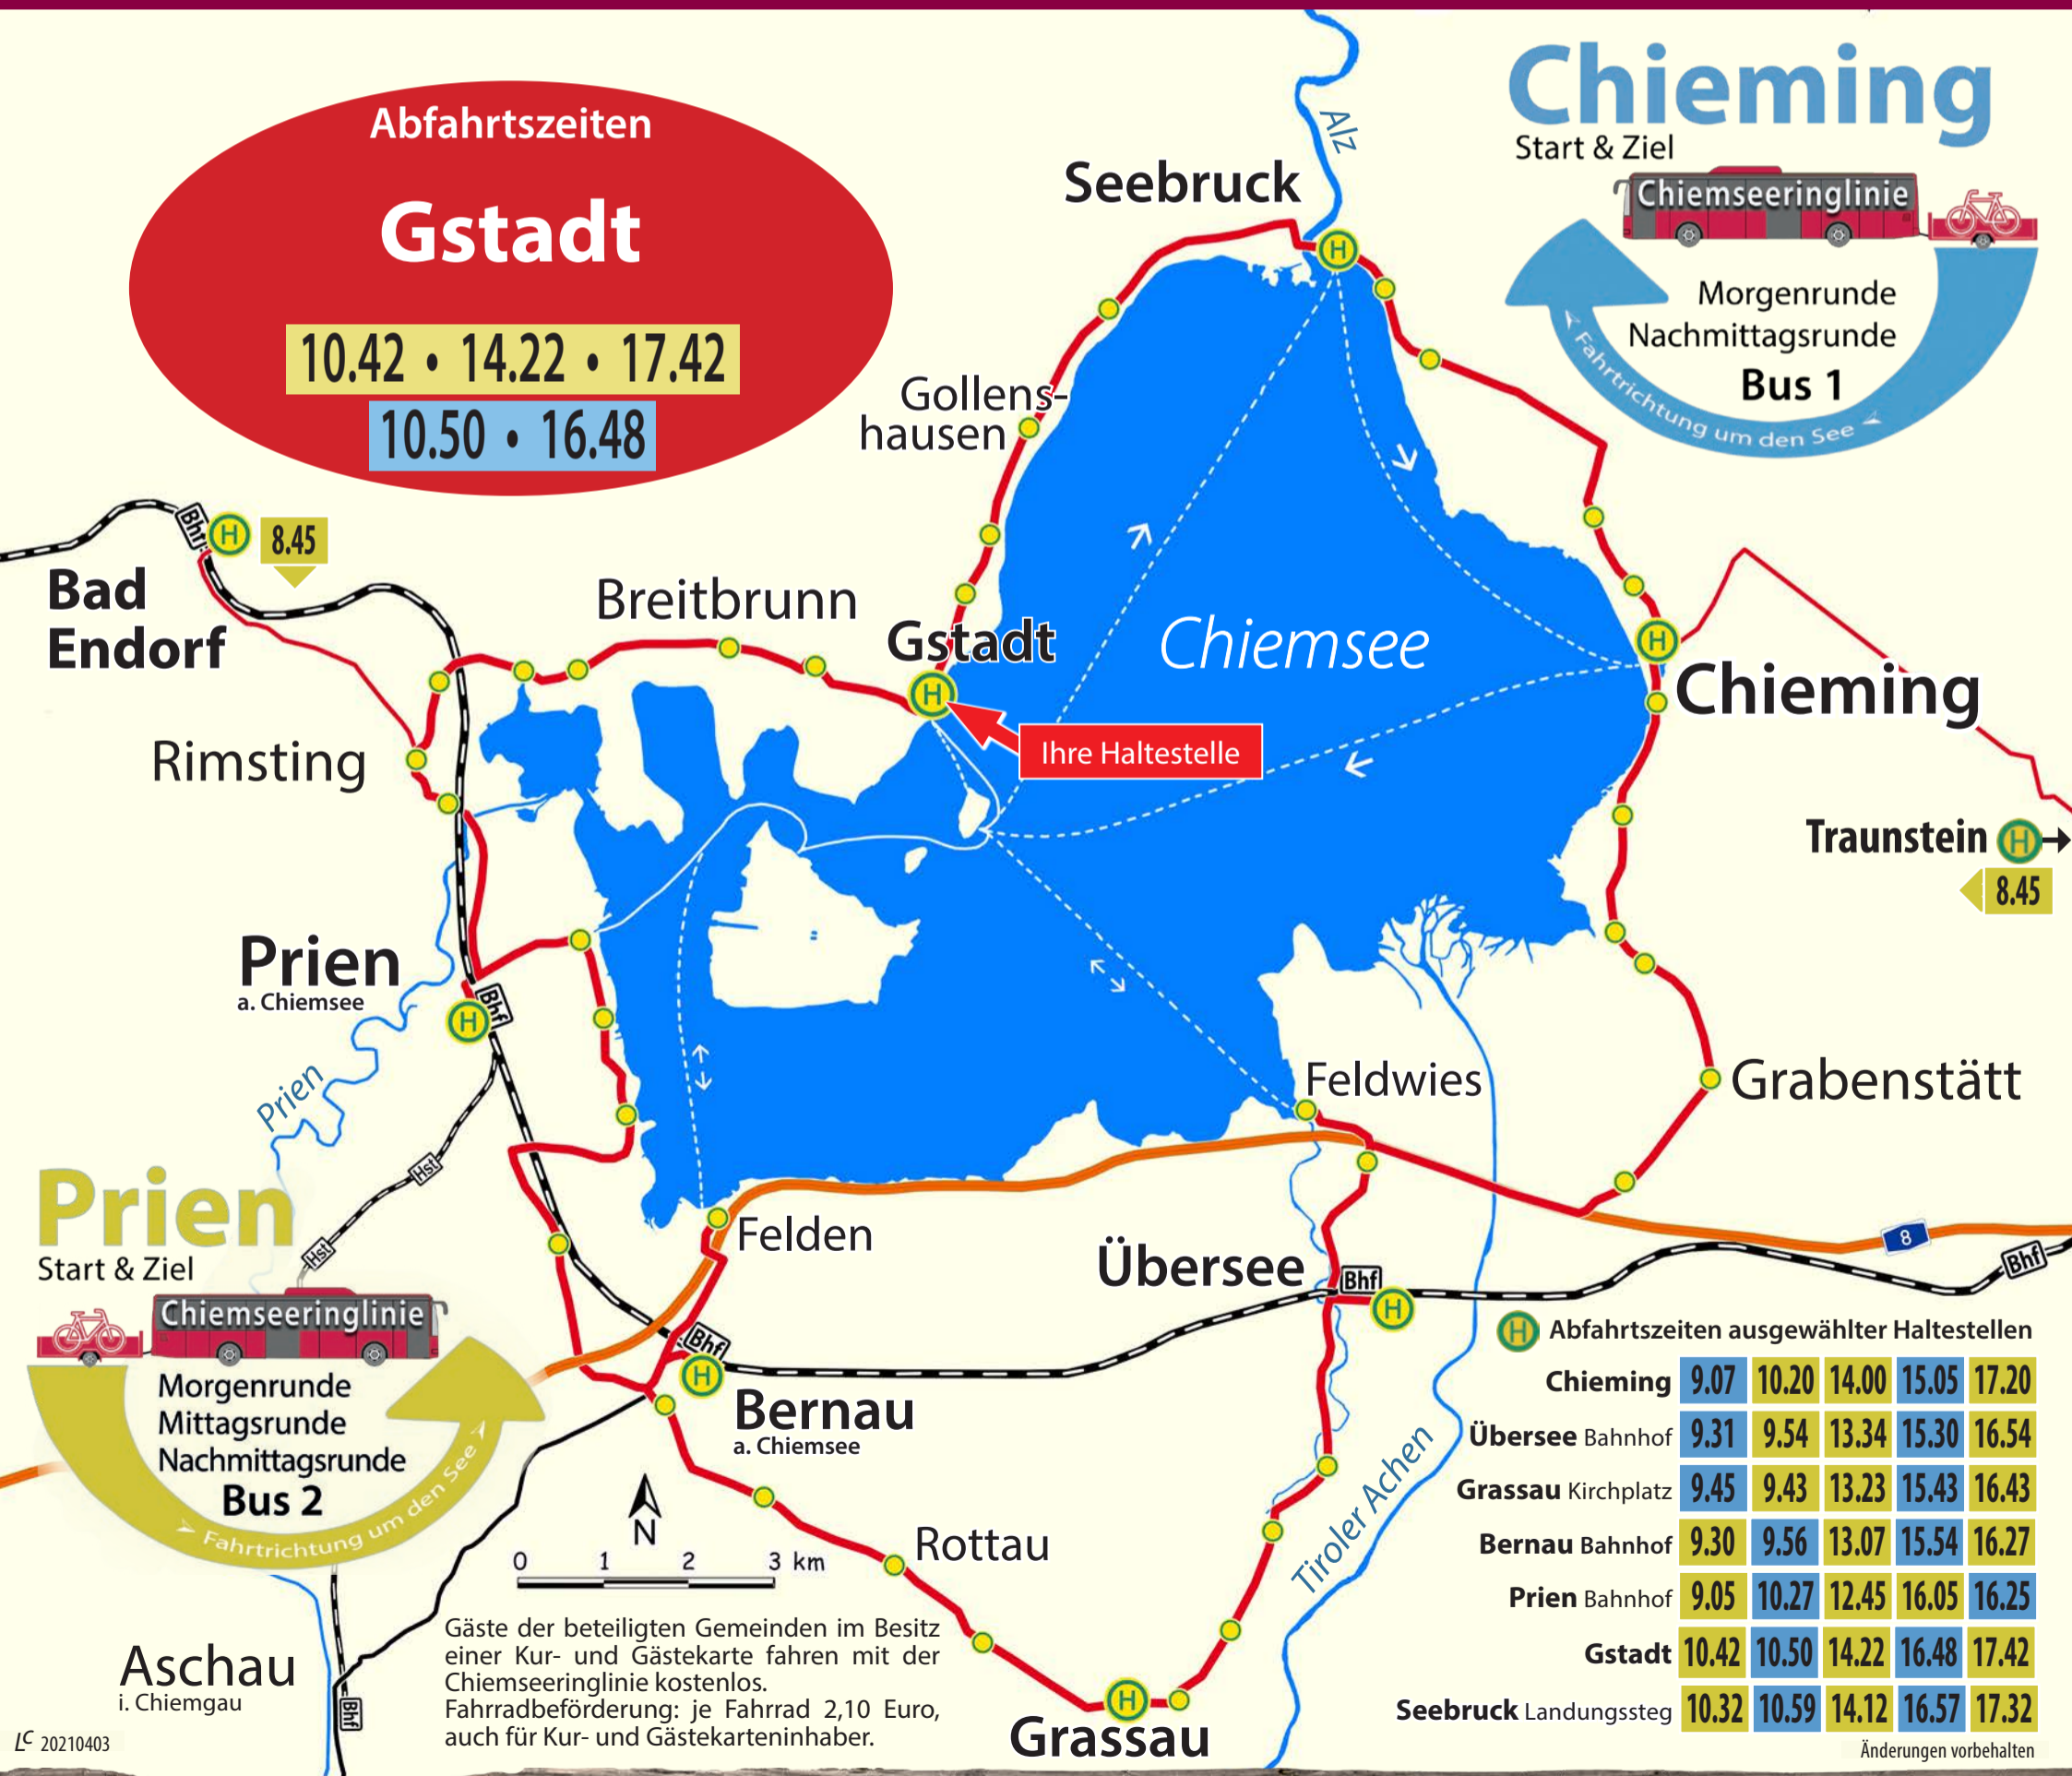 Abfahrtszeiten
Gstadt
10.42 • 14.22 • 17.42
10.50 • 16.48
Chieming
Start & Ziel
Chiemseeringlinie
Morgenrunde
Nachmittagsrunde
Bus 1
Fahrtrichtung um den See
Alz
Seebruck
H
Gollens-
hausen
Bhf
H
8.45
Bad
Endorf
Breitbrunn
Gstadt
H
Chiemsee
H
Chieming
Ihre Haltestelle
Rimsting
Traunstein H
8.45
Prien
a. Chiemsee
Bhf
H
Prien
Feldwies
Grabenstätt
Hst
Hst
Felden
Übersee
Bhf
H
8
Bhf
Prien
Start & Ziel
Chiemseeringlinie
Morgenrunde
Mittagsrunde
Nachmittagsrunde
Bus 2
Fahrtrichtung um den See
Bhf
H
Bernau
a. Chiemsee
N
0 1 2 3 km
Rottau
Tiroler Achen
H
Grassau
Aschau
i. Chiemgau
Bhf
Gäste der beteiligten Gemeinden im Besitz
einer Kur- und Gästekarte fahren mit der
Chiemseeringlinie kostenlos.
Fahrradbeförderung: je Fahrrad 2,10 Euro,
auch für Kur- und Gästekarteninhaber.
H Abfahrtszeiten ausgewählter Haltestellen
Chieming 9.07 10.20 14.00 15.05 17.20
Übersee Bahnhof 9.31 9.54 13.34 15.30 16.54
Grassau Kirchplatz 9.45 9.43 13.23 15.43 16.43
Bernau Bahnhof 9.30 9.56 13.07 15.54 16.27
Prien Bahnhof 9.05 10.27 12.45 16.05 16.25
Gstadt 10.42 10.50 14.22 16.48 17.42
Seebruck Landungssteg 10.32 10.59 14.12 16.57 17.32
Änderungen vorbehalten
LC 20210403